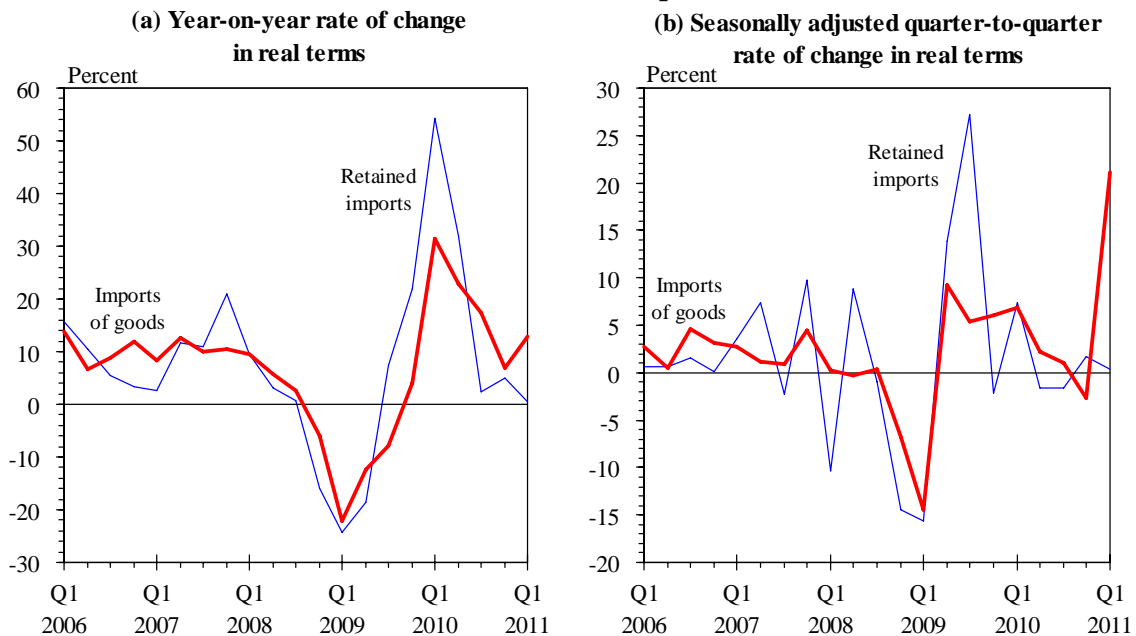 (a) Year-on-year rate of change
in real terms
Percent
60
50
40
30
20
10
0
-10
-20
-30
Retained
imports
Imports
of goods
Q1 Q1 Q1 Q1 Q1 Q1
2006 2007 2008 2009 2010 2011
(b) Seasonally adjusted quarter-to-quarter
rate of change in real terms
Percent
30
25
20
15
10
5
0
-5
-10
-15
-20
Retained
imports
Imports
of goods
Q1 Q1 Q1 Q1 Q1 Q1
2006 2007 2008 2009 2010 2011